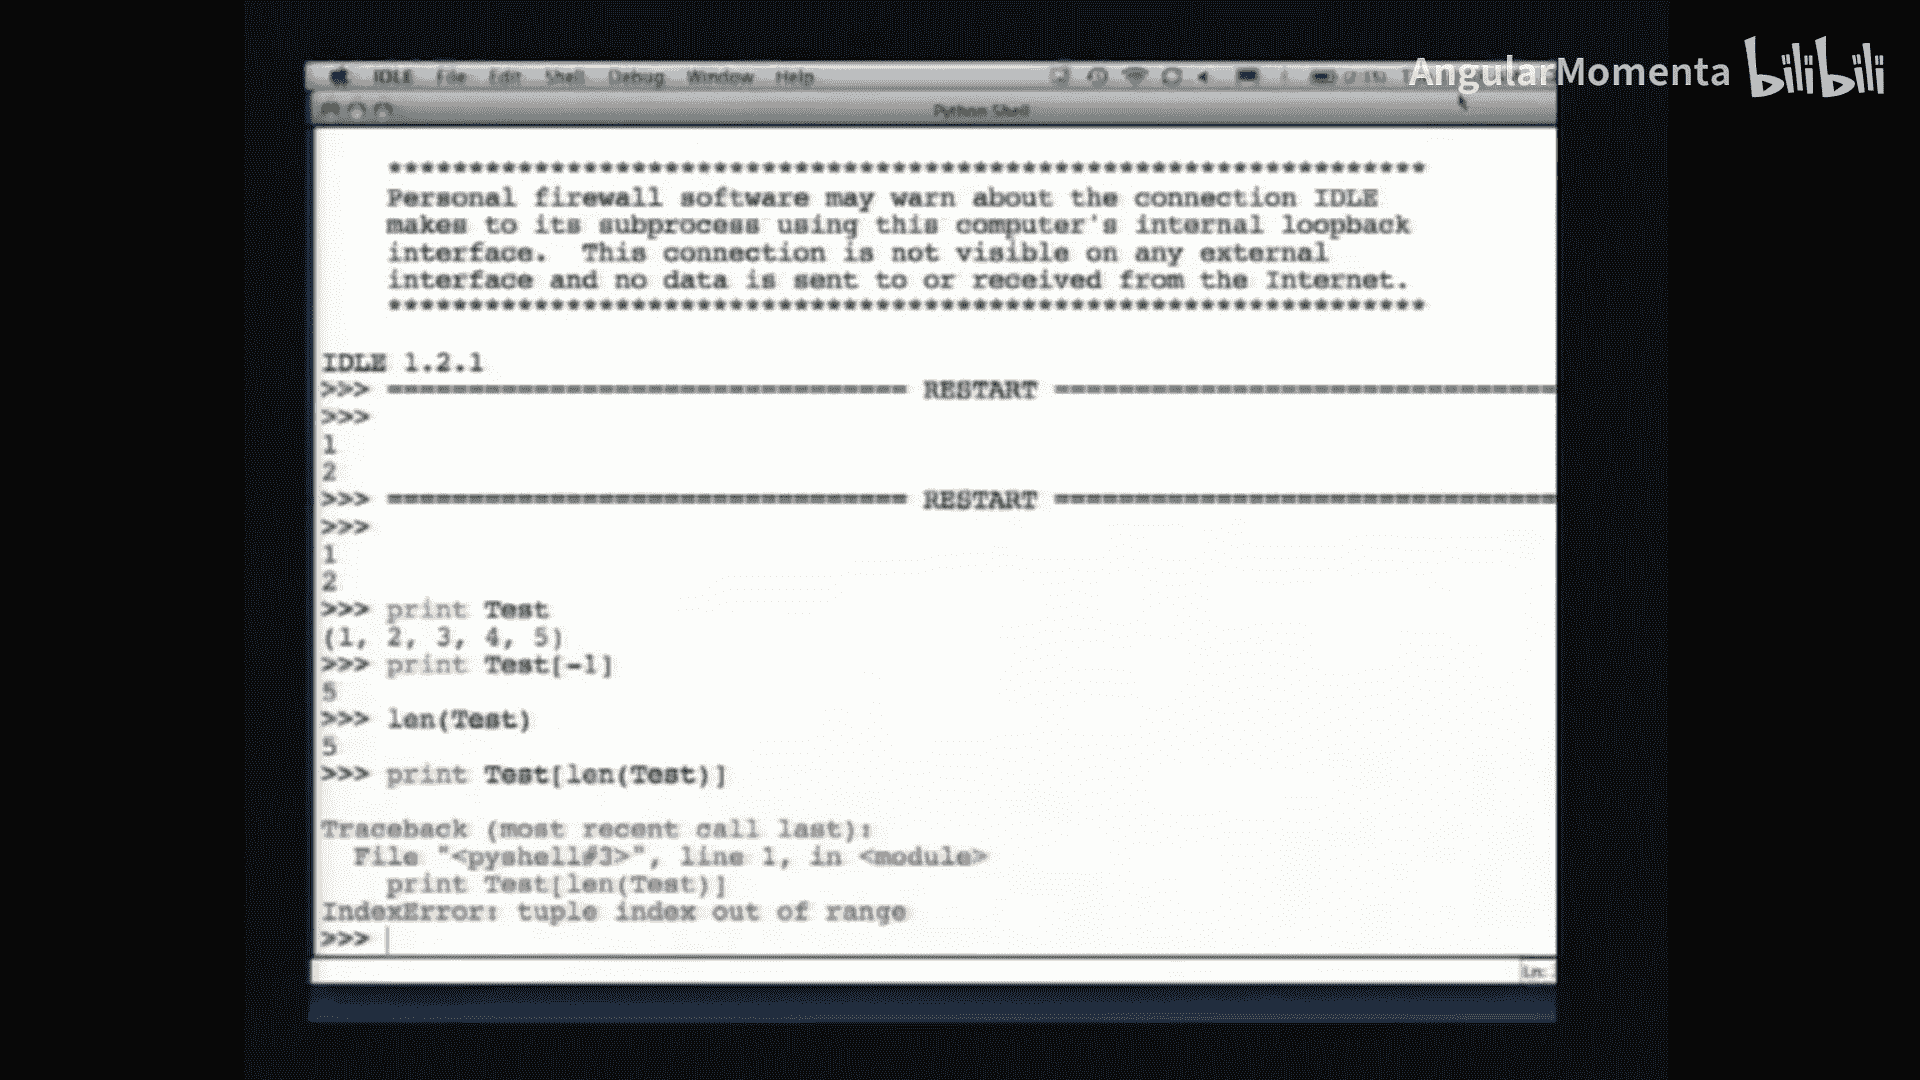 AngularMomenta bilibili
IDLE File Edit Shell Debug Window Help
Python Shell
****************************************************************
Personal firewall software may warn about the connection IDLE
makes to its subprocess using this computer's internal loopback
interface. This connection is not visible on any external
interface and no data is sent to or received from the Internet.
****************************************************************
IDLE 1.2.1
>>> ================================ RESTART ===============================
>>>
1
2
>>> ================================ RESTART ===============================
>>>
1
2
>>> print Test
(1, 2, 3, 4, 5)
>>> print Test[-1]
5
>>> len(Test)
5
>>> print Test[len(Test)]
Traceback (most recent call last):
  File "<pyshell#3>", line 1, in <module>
    print Test[len(Test)]
IndexError: tuple index out of range
>>>
Ln: